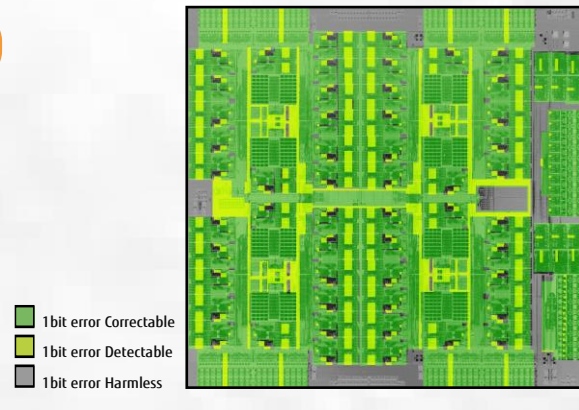 1bit error Correctable
1bit error Detectable
1bit error Harmless